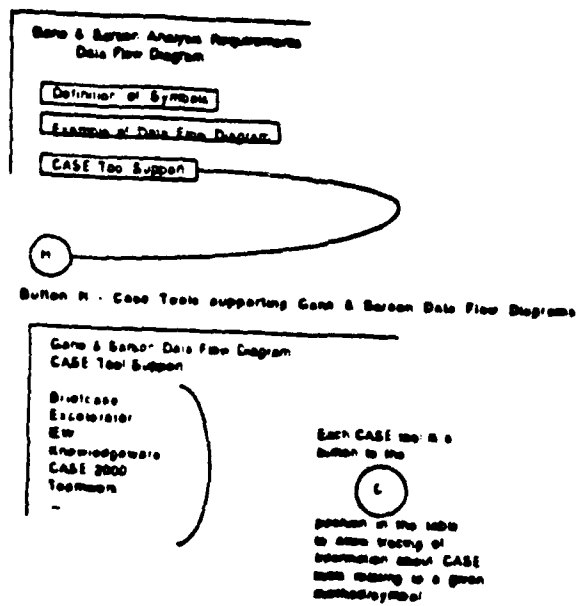 Gane & Sarson Analysis Requirements
Data Flow Diagram
Definition of Symbols
Example of Data Flow Diagram
CASE Tool Support
M
Button M - Case Tools supporting Gane & Sarson Data Flow Diagrams
Gane & Sarson Data Flow Diagram
CASE Tool Support
Briefcase
Excelerator
IEW
Knowledgeware
CASE 2000
Teamwork
Each CASE tool is a
button to the
position in the table
to allow tracing of
information about CASE
tools relating to a given
method/symbol